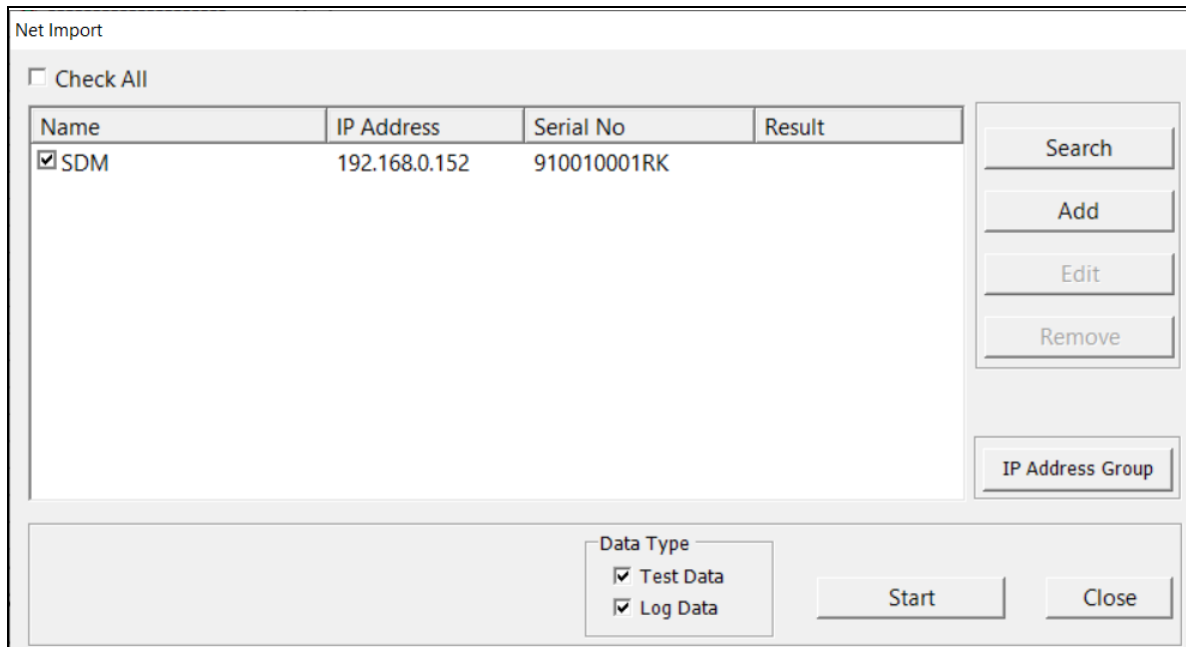 Net Import
Check All
Name IP Address Serial No Result
SDM 192.168.0.152 910010001RK
Search
Add
Edit
Remove
IP Address Group
Data Type
Test Data
Log Data
Start
Close